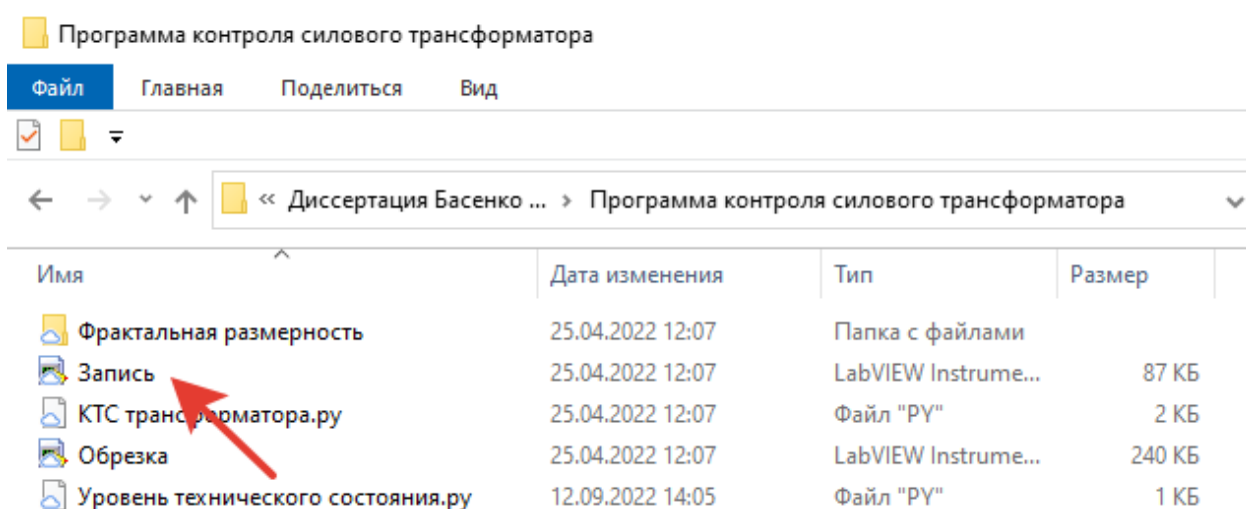 Программа контроля силового трансформатора
Файл Главная Поделиться Вид
« Диссертация Басенко ... › Программа контроля силового трансформатора
Имя Дата изменения Тип Размер
Фрактальная размерность 25.04.2022 12:07 Папка с файлами
Запись 25.04.2022 12:07 LabVIEW Instrume... 87 КБ
КТС трансформатора.py 25.04.2022 12:07 Файл "PY" 2 КБ
Обрезка 25.04.2022 12:07 LabVIEW Instrume... 240 КБ
Уровень технического состояния.py 12.09.2022 14:05 Файл "PY" 1 КБ